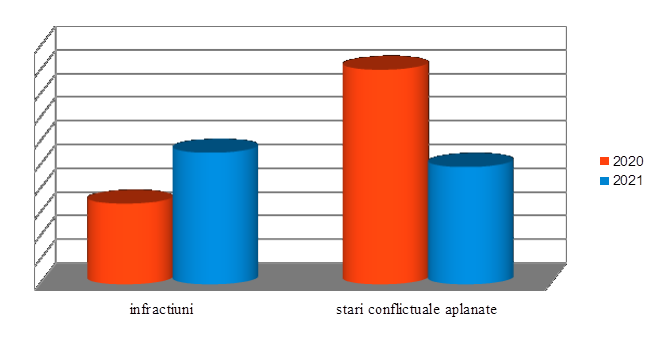 2020
2021
infractiuni
stari conflictuale aplanate